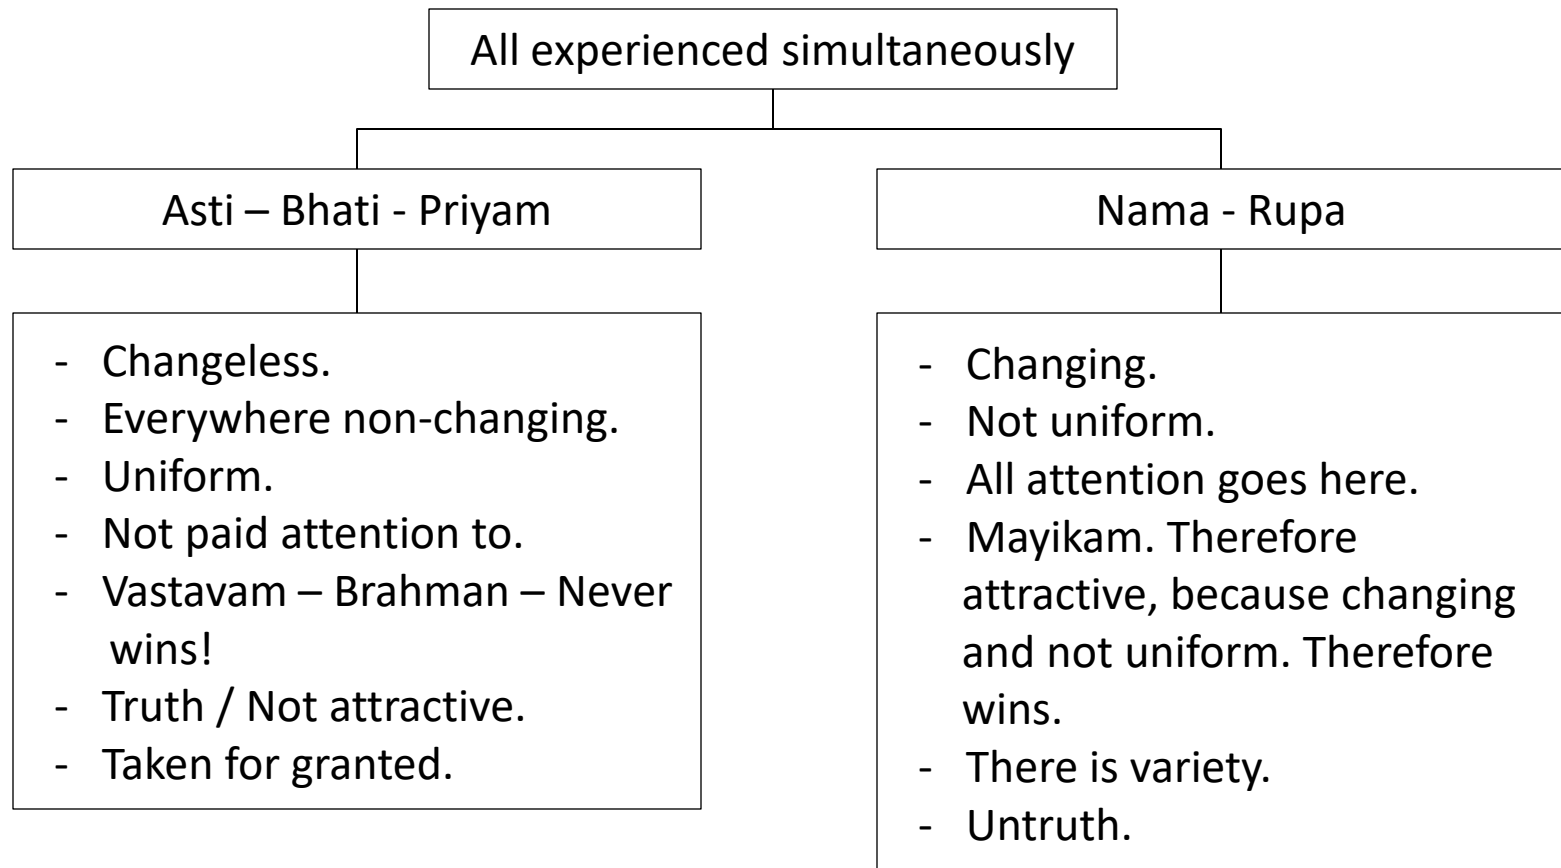 All experienced simultaneously
Asti – Bhati - Priyam
- Changeless.
- Everywhere non-changing.
- Uniform.
- Not paid attention to.
- Vastavam – Brahman – Never
wins!
- Truth / Not attractive.
- Taken for granted.
Nama - Rupa
- Changing.
- Not uniform.
- All attention goes here.
- Mayikam. Therefore
attractive, because changing
and not uniform. Therefore
wins.
- There is variety.
- Untruth.